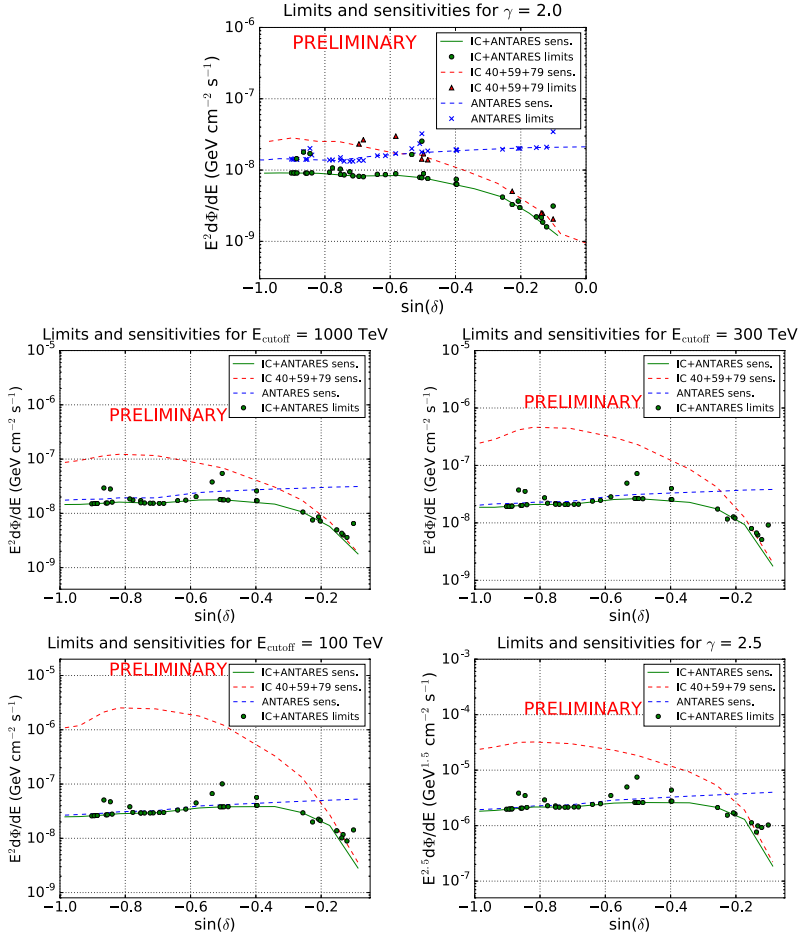 Limits and sensitivities for γ = 2.0
10⁻⁶
PRELIMINARY
IC+ANTARES sens.
IC+ANTARES limits
IC 40+59+79 sens.
IC 40+59+79 limits
ANTARES sens.
ANTARES limits
10⁻⁷
10⁻⁸
10⁻⁹
E²dΦ/dE (GeV cm⁻² s⁻¹)
−1.0 −0.8 −0.6 −0.4 −0.2 0.0
sin(δ)
Limits and sensitivities for E_cutoff = 1000 TeV
10⁻⁵
IC+ANTARES sens.
IC 40+59+79 sens.
ANTARES sens.
IC+ANTARES limits
PRELIMINARY
10⁻⁶
10⁻⁷
10⁻⁸
10⁻⁹
E²dΦ/dE (GeV cm⁻² s⁻¹)
−1.0 −0.8 −0.6 −0.4 −0.2
sin(δ)
Limits and sensitivities for E_cutoff = 300 TeV
10⁻⁵
IC+ANTARES sens.
IC 40+59+79 sens.
ANTARES sens.
IC+ANTARES limits
PRELIMINARY
10⁻⁶
10⁻⁷
10⁻⁸
10⁻⁹
E²dΦ/dE (GeV cm⁻² s⁻¹)
−1.0 −0.8 −0.6 −0.4 −0.2
sin(δ)
Limits and sensitivities for E_cutoff = 100 TeV
PRELIMINARY
IC+ANTARES sens.
IC 40+59+79 sens.
ANTARES sens.
IC+ANTARES limits
10⁻⁵
10⁻⁶
10⁻⁷
10⁻⁸
10⁻⁹
E²dΦ/dE (GeV cm⁻² s⁻¹)
−1.0 −0.8 −0.6 −0.4 −0.2
sin(δ)
Limits and sensitivities for γ = 2.5
10⁻³
IC+ANTARES sens.
IC 40+59+79 sens.
ANTARES sens.
IC+ANTARES limits
PRELIMINARY
10⁻⁴
10⁻⁵
10⁻⁶
10⁻⁷
E²·⁵dΦ/dE (GeV¹·⁵ cm⁻² s⁻¹)
−1.0 −0.8 −0.6 −0.4 −0.2
sin(δ)